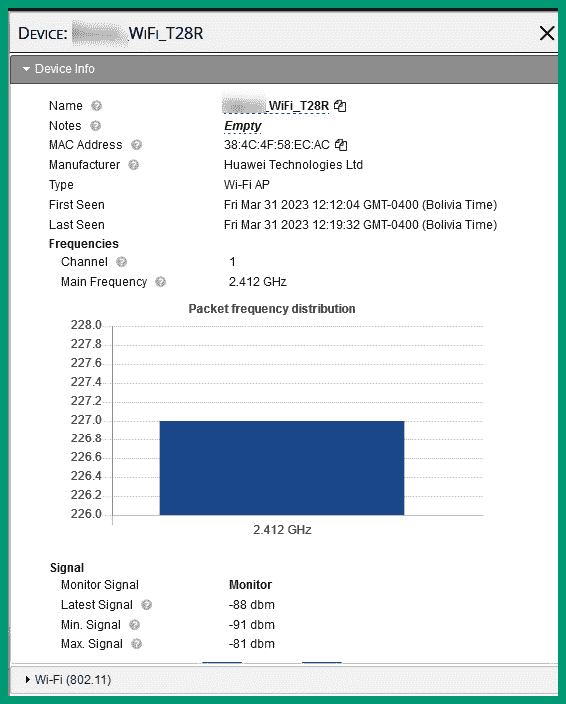 DEVICE: WIFI_T28R
Device Info
Name WiFi_T28R
Notes Empty
MAC Address 38:4C:4F:58:EC:AC
Manufacturer Huawei Technologies Ltd
Type Wi-Fi AP
First Seen Fri Mar 31 2023 12:12:04 GMT-0400 (Bolivia Time)
Last Seen Fri Mar 31 2023 12:19:32 GMT-0400 (Bolivia Time)
Frequencies
Channel 1
Main Frequency 2.412 GHz
Packet frequency distribution
228.0
227.8
227.6
227.4
227.2
227.0
226.8
226.6
226.4
226.2
226.0
2.412 GHz
Signal
Monitor Signal Monitor
Latest Signal -88 dbm
Min. Signal -91 dbm
Max. Signal -81 dbm
Wi-Fi (802.11)